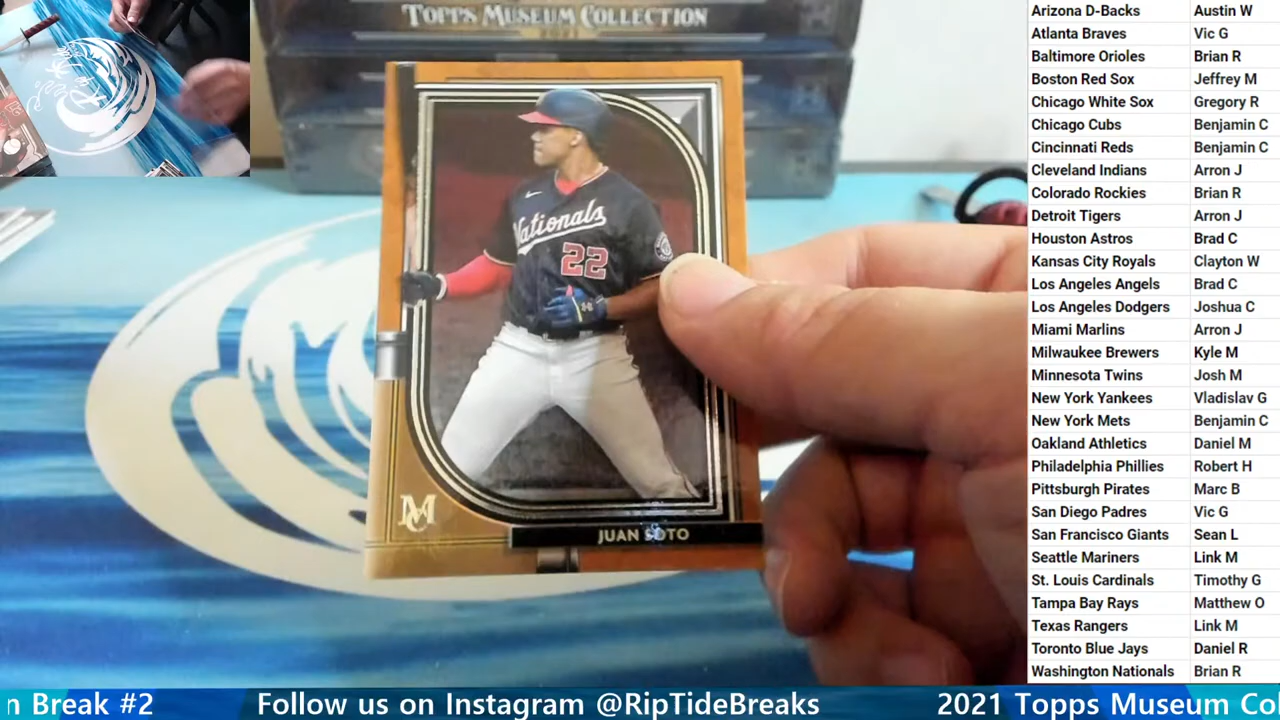 TOPPS MUSEUM COLLECTION
2021
Nationals
22
MC
JUAN SOTO
Arizona D-Backs Austin W
Atlanta Braves Vic G
Baltimore Orioles Brian R
Boston Red Sox Jeffrey M
Chicago White Sox Gregory R
Chicago Cubs Benjamin C
Cincinnati Reds Benjamin C
Cleveland Indians Arron J
Colorado Rockies Brian R
Detroit Tigers Arron J
Houston Astros Brad C
Kansas City Royals Clayton W
Los Angeles Angels Brad C
Los Angeles Dodgers Joshua C
Miami Marlins Arron J
Milwaukee Brewers Kyle M
Minnesota Twins Josh M
New York Yankees Vladislav G
New York Mets Benjamin C
Oakland Athletics Daniel M
Philadelphia Phillies Robert H
Pittsburgh Pirates Marc B
San Diego Padres Vic G
San Francisco Giants Sean L
Seattle Mariners Link M
St. Louis Cardinals Timothy G
Tampa Bay Rays Matthew O
Texas Rangers Link M
Toronto Blue Jays Daniel R
Washington Nationals Brian R
n Break #2 Follow us on Instagram @RipTideBreaks 2021 Topps Museum Col